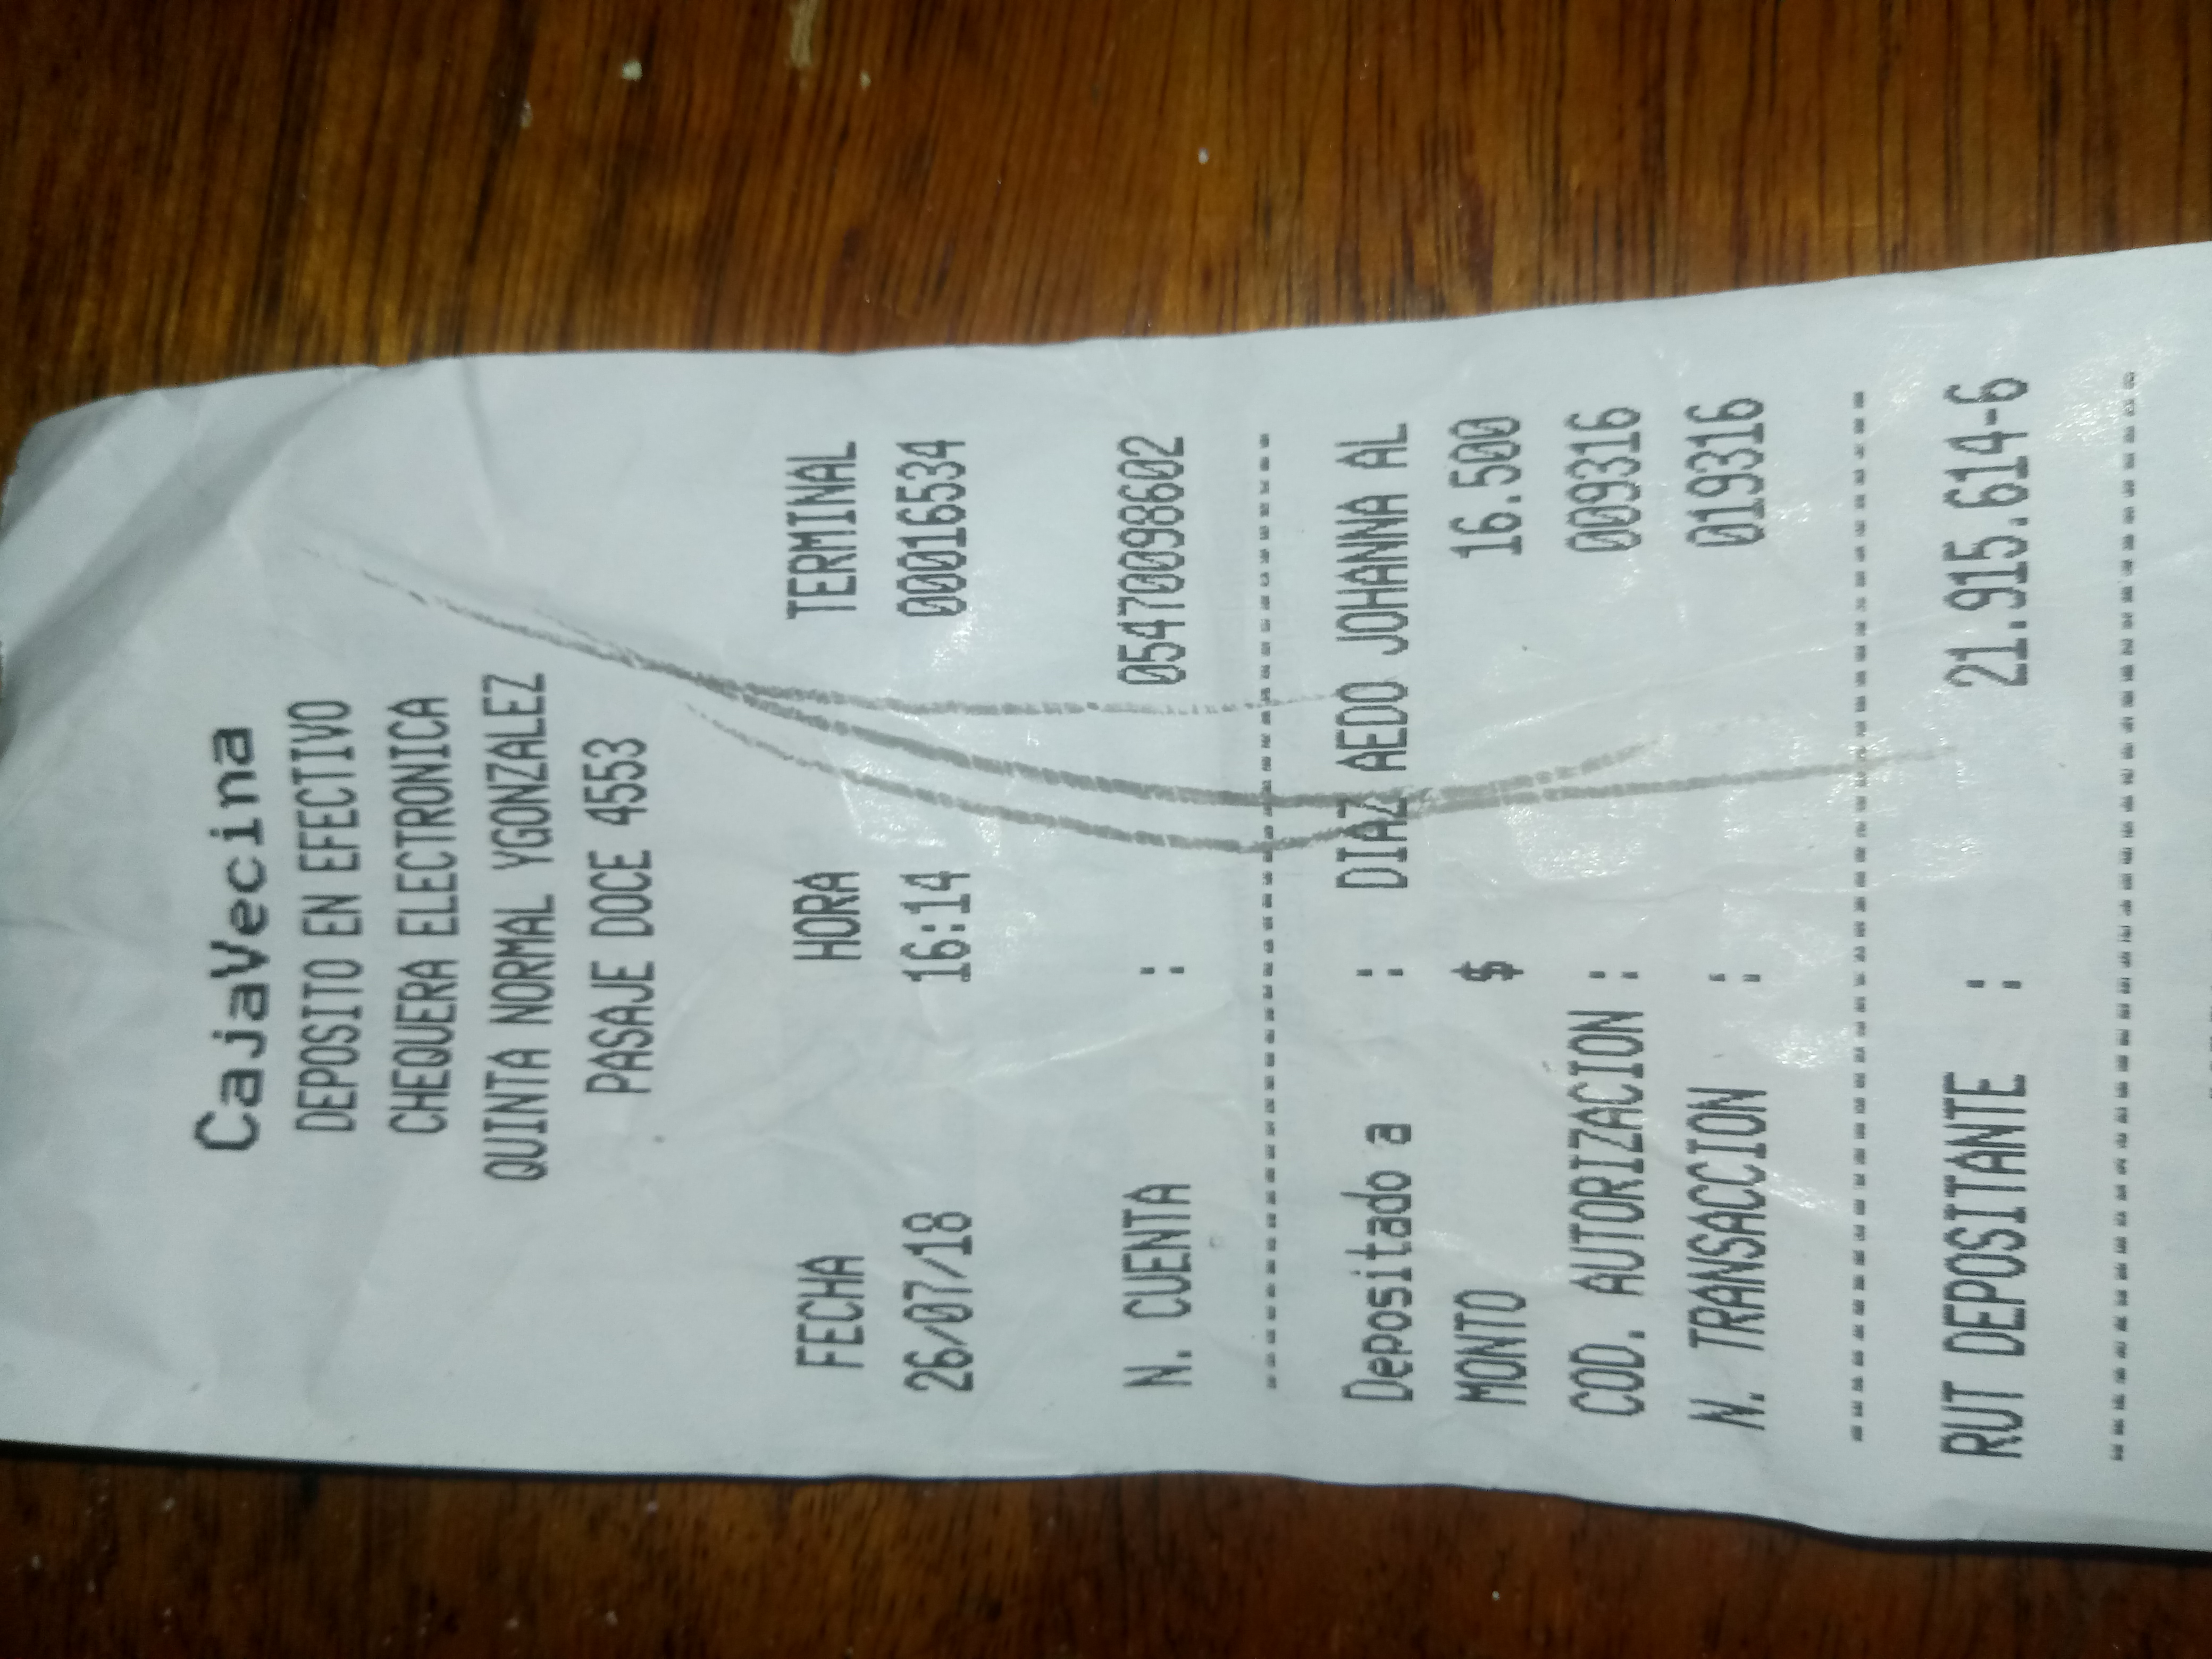 CajaVecina
DEPOSITO EN EFECTIVO
CHEQUERA ELECTRONICA
QUINTA NORMAL YGONZALEZ
PASAJE DOCE 4553
FECHA HORA TERMINAL
26/07/18 16:14 00016534
N. CUENTA : 05470098602
Depositado a : DIAZ AEDO JOHANNA AL
MONTO $ 16.500
COD. AUTORIZACION : 009316
N. TRANSACCION : 019316
RUT DEPOSITANTE : 21.915.614-6